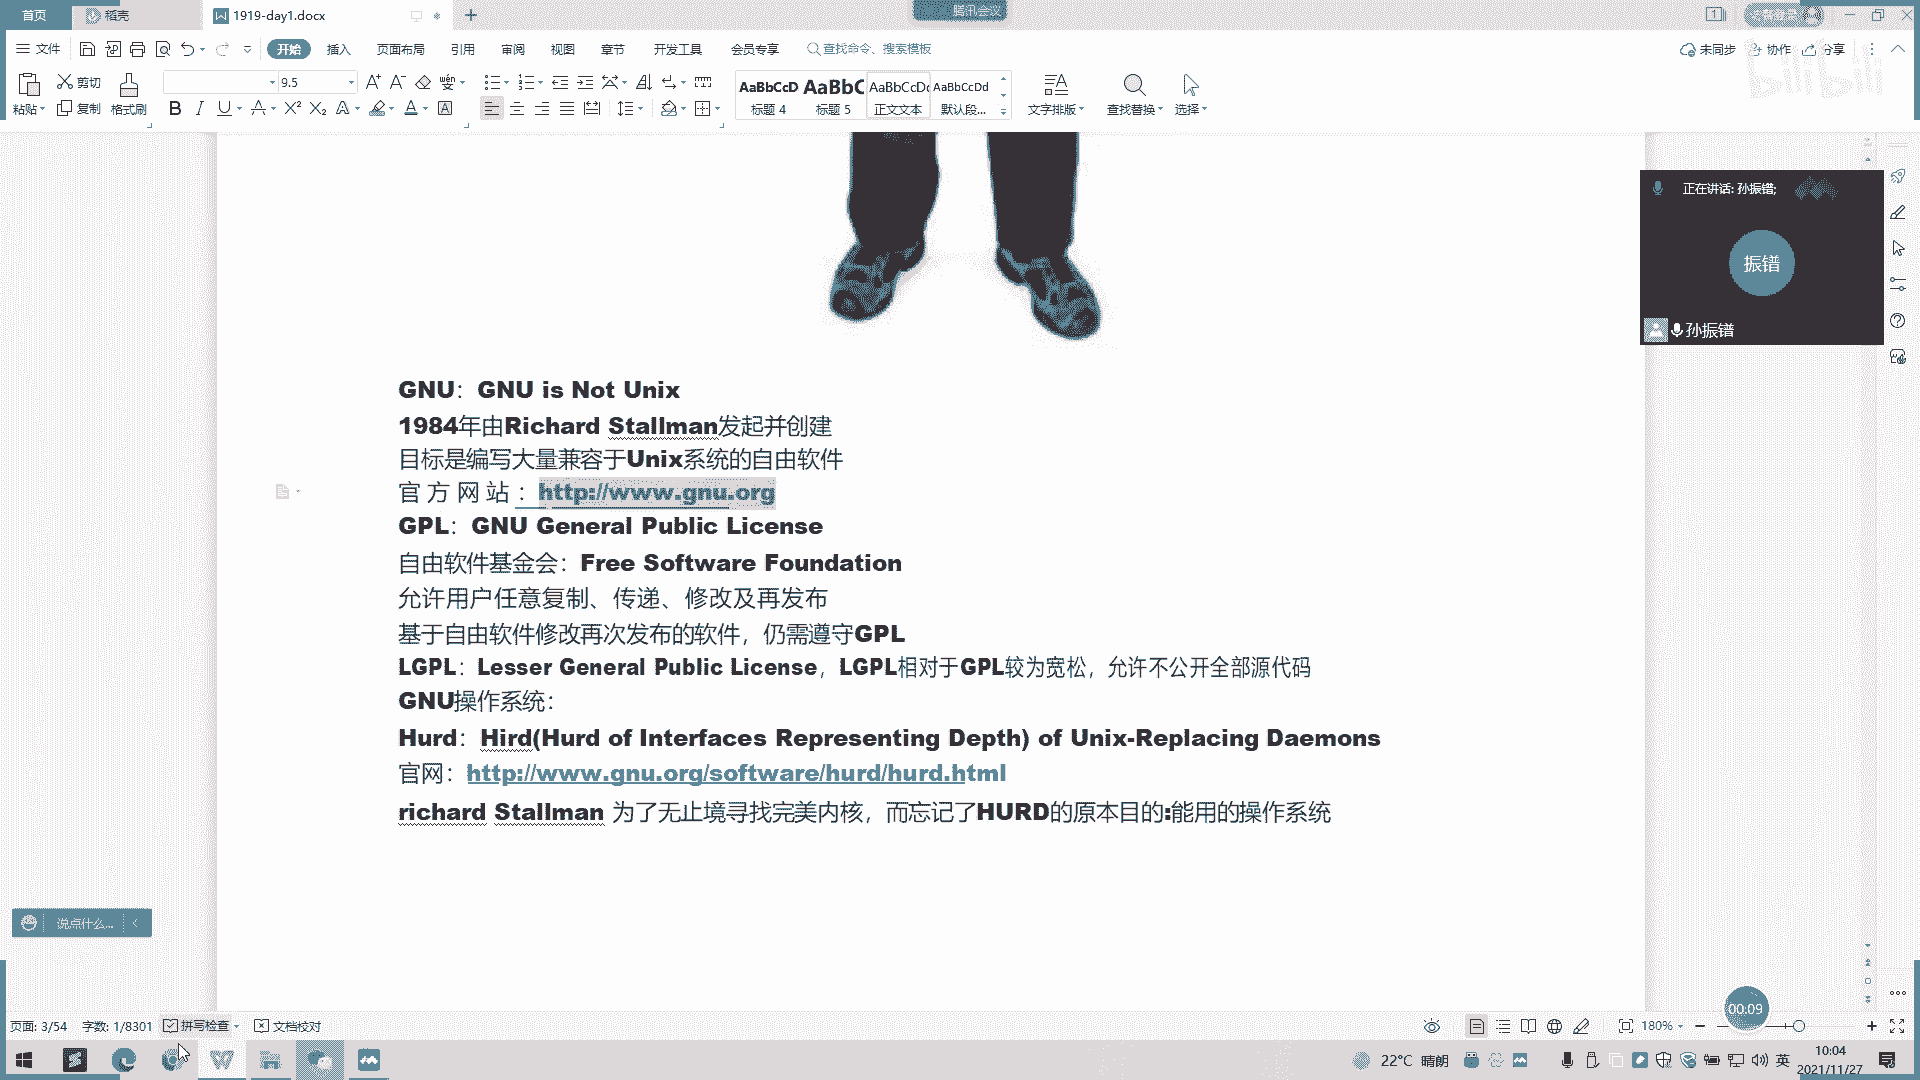 首页 稻壳 1919-day1.docx 腾讯会议
文件 开始 插入 页面布局 引用 审阅 视图 章节 开发工具 会员专享 查找命令、搜索模板 未同步 协作 分享
粘贴 剪切 复制 格式刷 9.5 AaBbCcD 标题 4 AaBbC 标题 5 AaBbCcDc 正文文本 AaBbCcDd 默认段... 文字排版 查找替换 选择
bilibili
正在讲话: 孙振镨;
振镨
孙振镨
GNU：GNU is Not Unix
1984年由Richard Stallman发起并创建
目标是编写大量兼容于Unix系统的自由软件
官方网站：http://www.gnu.org
GPL：GNU General Public License
自由软件基金会：Free Software Foundation
允许用户任意复制、传递、修改及再发布
基于自由软件修改再次发布的软件，仍需遵守GPL
LGPL：Lesser General Public License，LGPL相对于GPL较为宽松，允许不公开全部源代码
GNU操作系统：
Hurd：Hird(Hurd of Interfaces Representing Depth) of Unix-Replacing Daemons
官网：http://www.gnu.org/software/hurd/hurd.html
richard Stallman 为了无止境寻找完美内核，而忘记了HURD的原本目的:能用的操作系统
说点什么...
00:09
页面: 3/54 字数: 1/8301 拼写检查 文档校对 180%
22°C 晴朗 英 10:04
2021/11/27